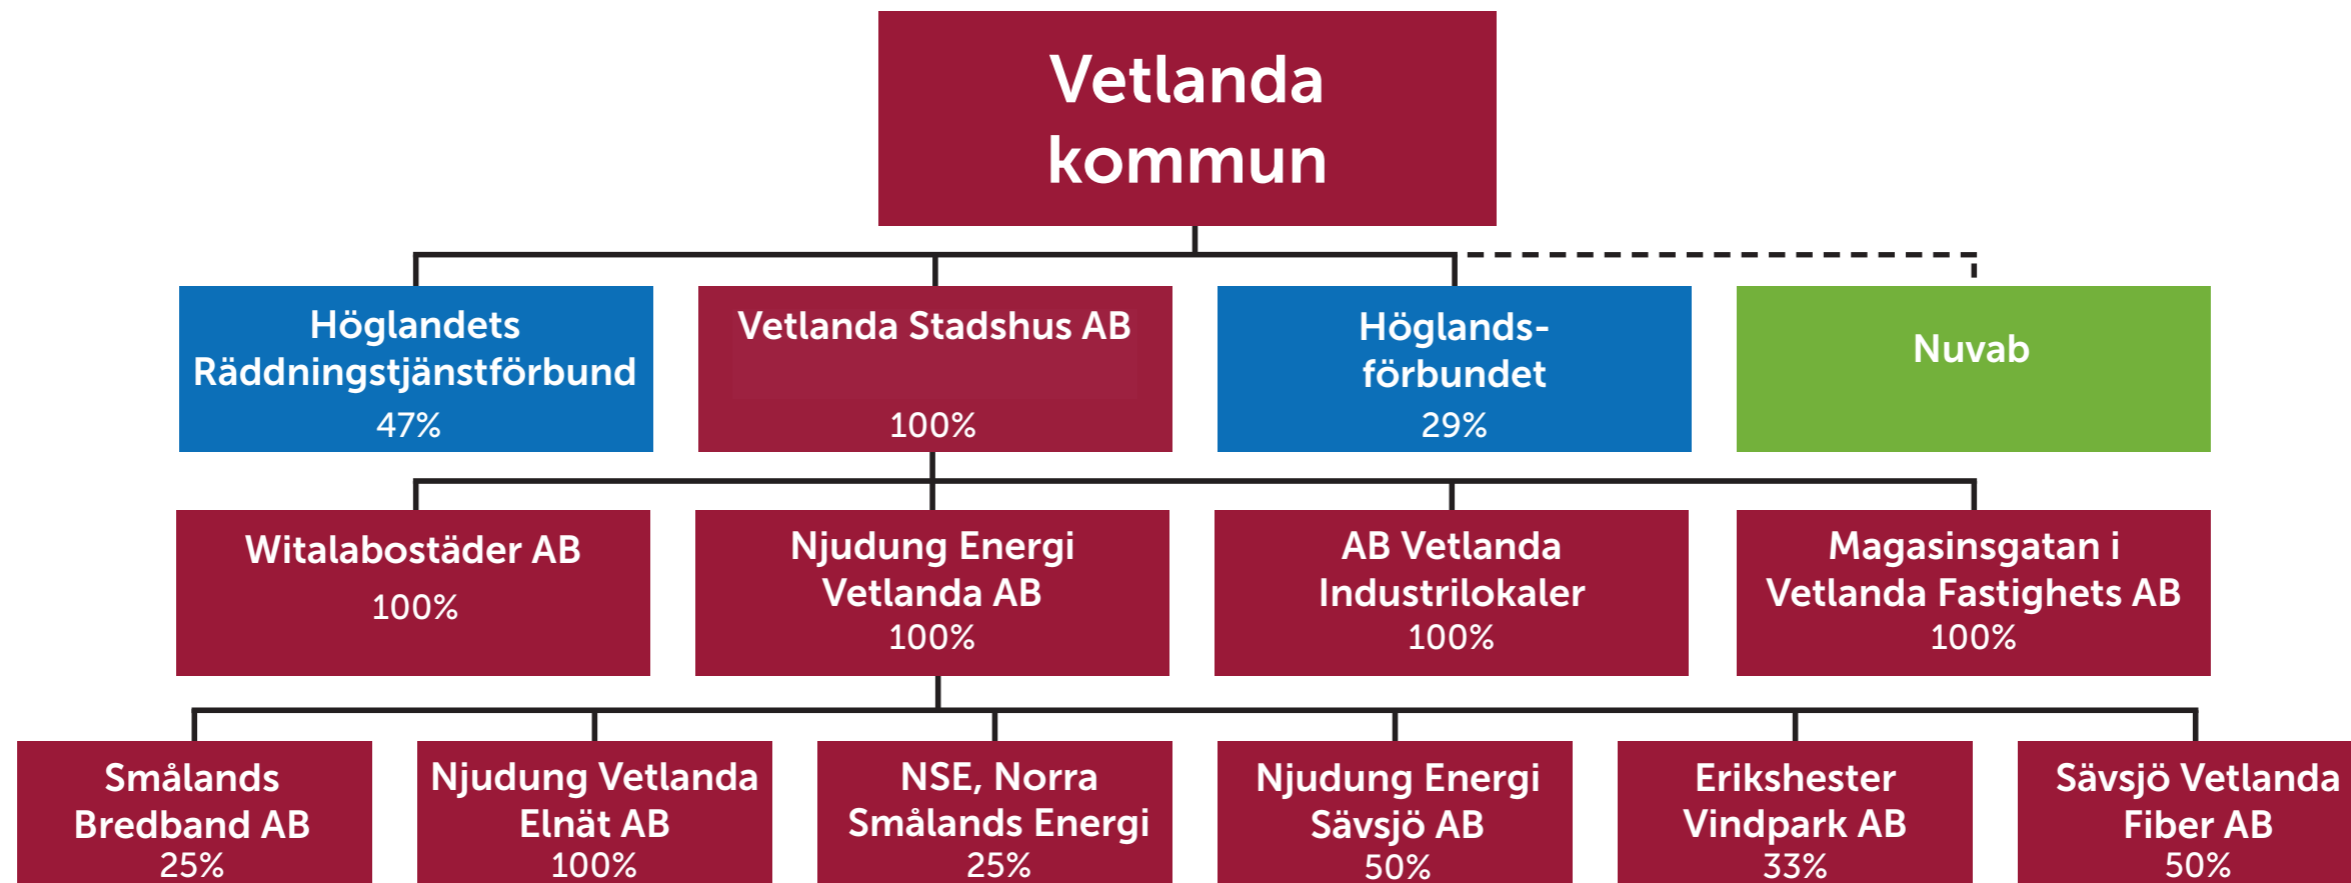 Vetlanda
kommun
Höglandets
Räddningstjänstförbund
47%
Vetlanda Stadshus AB
100%
Höglands-
förbundet
29%
Nuvab
Witalabostäder AB
100%
Njudung Energi
Vetlanda AB
100%
AB Vetlanda
Industrilokaler
100%
Magasinsgatan i
Vetlanda Fastighets AB
100%
Smålands
Bredband AB
25%
Njudung Vetlanda
Elnät AB
100%
NSE, Norra
Smålands Energi
25%
Njudung Energi
Sävsjö AB
50%
Erikshester
Vindpark AB
33%
Sävsjö Vetlanda
Fiber AB
50%